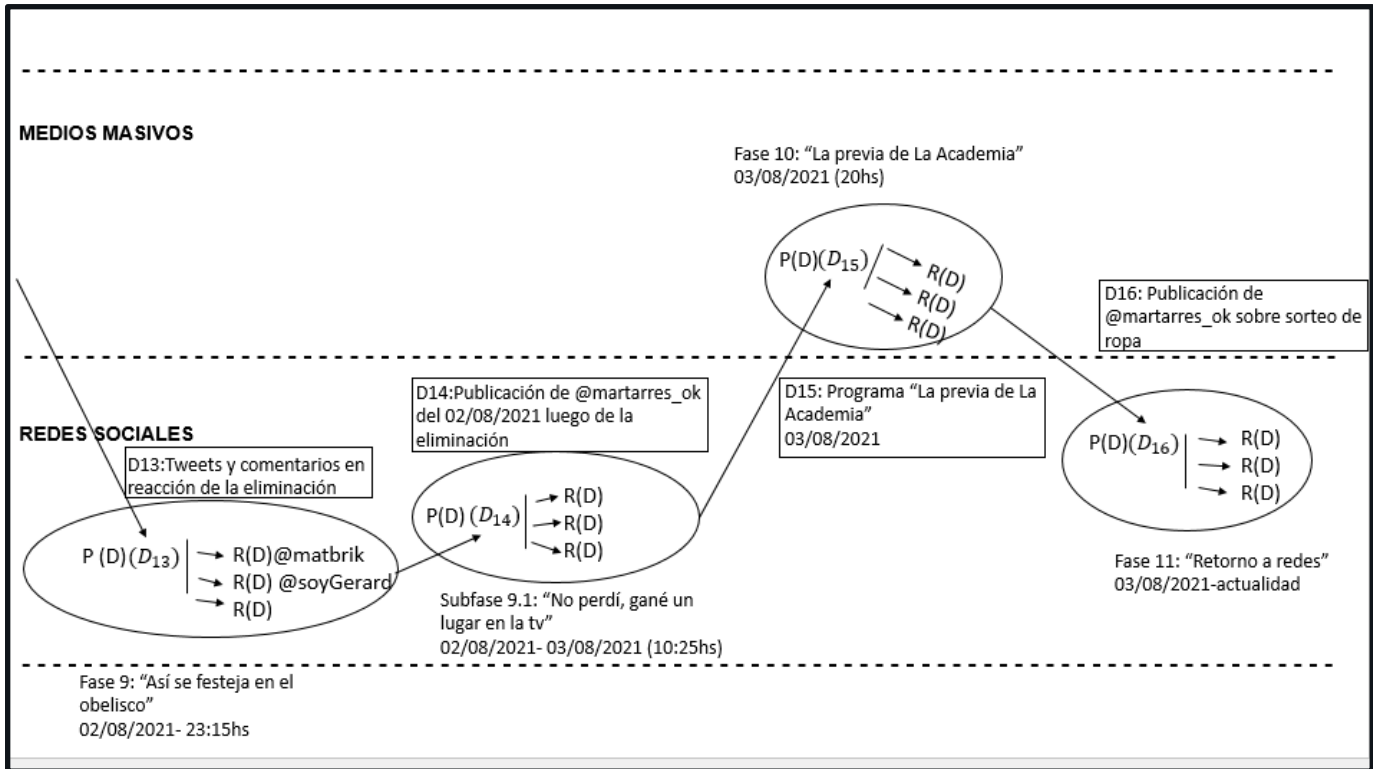 MEDIOS MASIVOS
Fase 10: “La previa de La Academia”
03/08/2021 (20hs)
P(D)(D15)
R(D)
R(D)
R(D)
D16: Publicación de
@martarres_ok sobre sorteo de
ropa
REDES SOCIALES
D13:Tweets y comentarios en
reacción de la eliminación
P (D)(D13)
R(D)@matbrik
R(D) @soyGerard
R(D)
Fase 9: “Así se festeja en el
obelisco”
02/08/2021- 23:15hs
D14:Publicación de @martarres_ok
del 02/08/2021 luego de la
eliminación
P(D) (D14)
R(D)
R(D)
R(D)
Subfase 9.1: “No perdí, gané un
lugar en la tv”
02/08/2021- 03/08/2021 (10:25hs)
D15: Programa “La previa de La
Academia”
03/08/2021
P(D)(D16)
R(D)
R(D)
R(D)
Fase 11: “Retorno a redes”
03/08/2021-actualidad